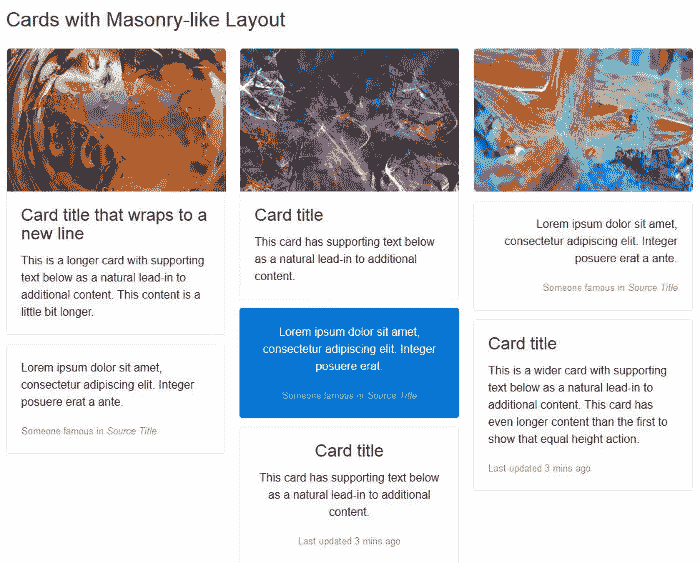 Cards with Masonry-like Layout
Card title that wraps to a
new line
This is a longer card with supporting
text below as a natural lead-in to
additional content. This content is a
little bit longer.
Lorem ipsum dolor sit amet,
consectetur adipiscing elit. Integer
posuere erat a ante.
Someone famous in Source Title
Card title
This card has supporting text below
as a natural lead-in to additional
content.
Lorem ipsum dolor sit amet,
consectetur adipiscing elit. Integer
posuere erat.
Someone famous in Source Title
Card title
This card has supporting text below
as a natural lead-in to additional
content.
Last updated 3 mins ago
Lorem ipsum dolor sit amet,
consectetur adipiscing elit. Integer
posuere erat a ante.
Someone famous in Source Title
Card title
This is a wider card with supporting
text below as a natural lead-in to
additional content. This card has
even longer content than the first to
show that equal height action.
Last updated 3 mins ago